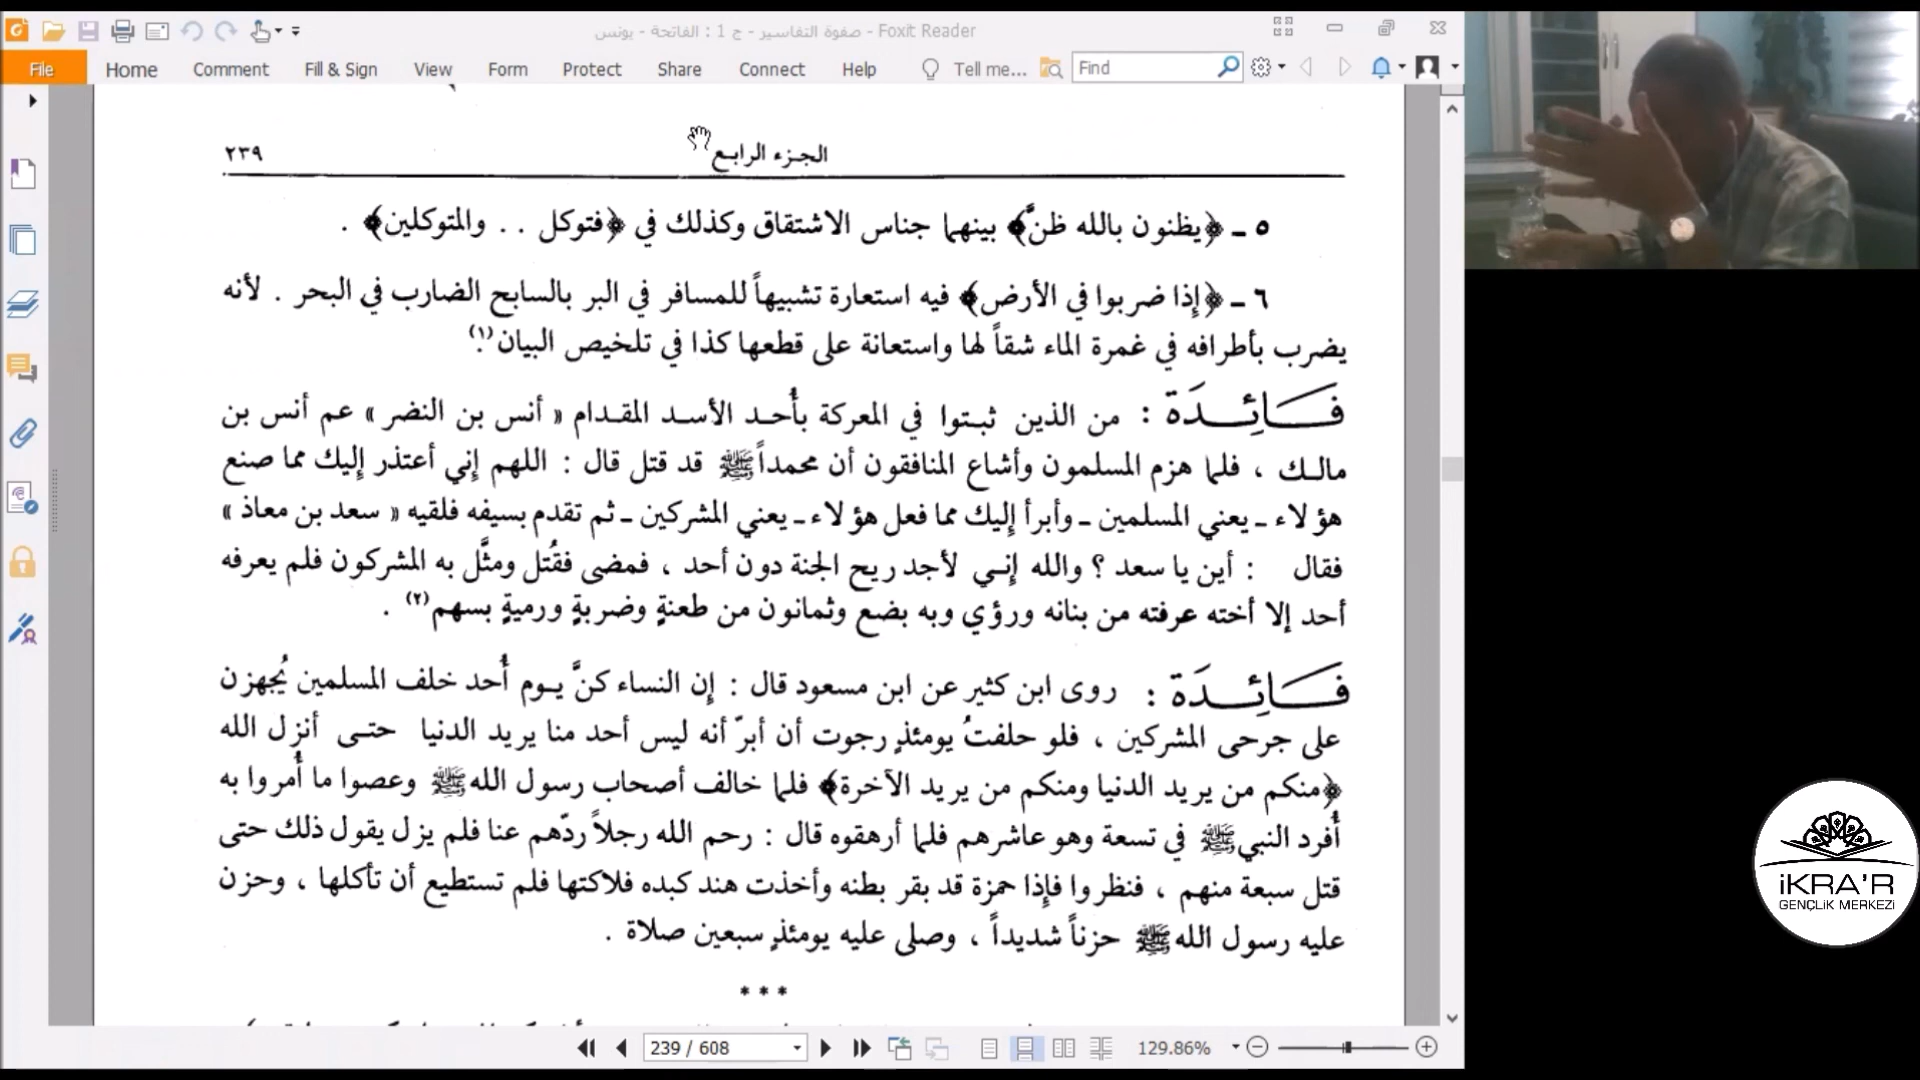 صفوة التفاسير - ج 1 : الفاتحة - يونس - Foxit Reader
File Home Comment Fill & Sign View Form Protect Share Connect Help Tell me... Find
الجزء الرابع ٢٣٩
٥ ـ ﴿يظنون بالله ظنَّ﴾ بينهما جناس الاشتقاق وكذلك في ﴿فتوكل . . والمتوكلين﴾ .
٦ ـ ﴿إذا ضربوا في الأرض﴾ فيه استعارة تشبيهاً للمسافر في البر بالسابح الضارب في البحر . لأنه
يضرب بأطرافه في غمرة الماء شقاً لها واستعانة على قطعها كذا في تلخيص البيان(١).
فَائِدَة : من الذين ثبتوا في المعركة بأُحد الأسد المقدام « أنس بن النضر » عم أنس بن
مالك ، فلما هزم المسلمون وأشاع المنافقون أن محمداً ﷺ قد قتل قال : اللهم إني أعتذر إليك مما صنع
هؤلاء ـ يعني المسلمين ـ وأبرأ إليك مما فعل هؤلاء ـ يعني المشركين ـ ثم تقدم بسيفه فلقيه « سعد بن معاذ »
فقال : أين يا سعد ؟ والله إني لأجد ريح الجنة دون أحد ، فمضى فقُتل ومثَّل به المشركون فلم يعرفه
أحد إلا أخته عرفته من بنانه ورؤي وبه بضع وثمانون من طعنةٍ وضربةٍ ورميةٍ بسهم(٢) .
فَائِدَة : روى ابن كثير عن ابن مسعود قال : إن النساء كنَّ يوم أُحد خلف المسلمين يُجهزن
على جرحى المشركين ، فلو حلفتُ يومئذٍ رجوت أن أبرّ أنه ليس أحد منا يريد الدنيا حتى أنزل الله
﴿منكم من يريد الدنيا ومنكم من يريد الآخرة﴾ فلما خالف أصحاب رسول الله ﷺ وعصوا ما أُمروا به
أُفرد النبي ﷺ في تسعة وهو عاشرهم فلما أرهقوه قال : رحم الله رجلاً ردّهم عنا فلم يزل يقول ذلك حتى
قتل سبعة منهم ، فنظروا فإذا حمزة قد بقر بطنه وأخذت هند كبده فلاكتها فلم تستطيع أن تأكلها ، وحزن
عليه رسول الله ﷺ حزناً شديداً ، وصلى عليه يومئذٍ سبعين صلاة .
* * *
239 / 608 129.86%
iKRA'R
GENÇLiK MERKEZi